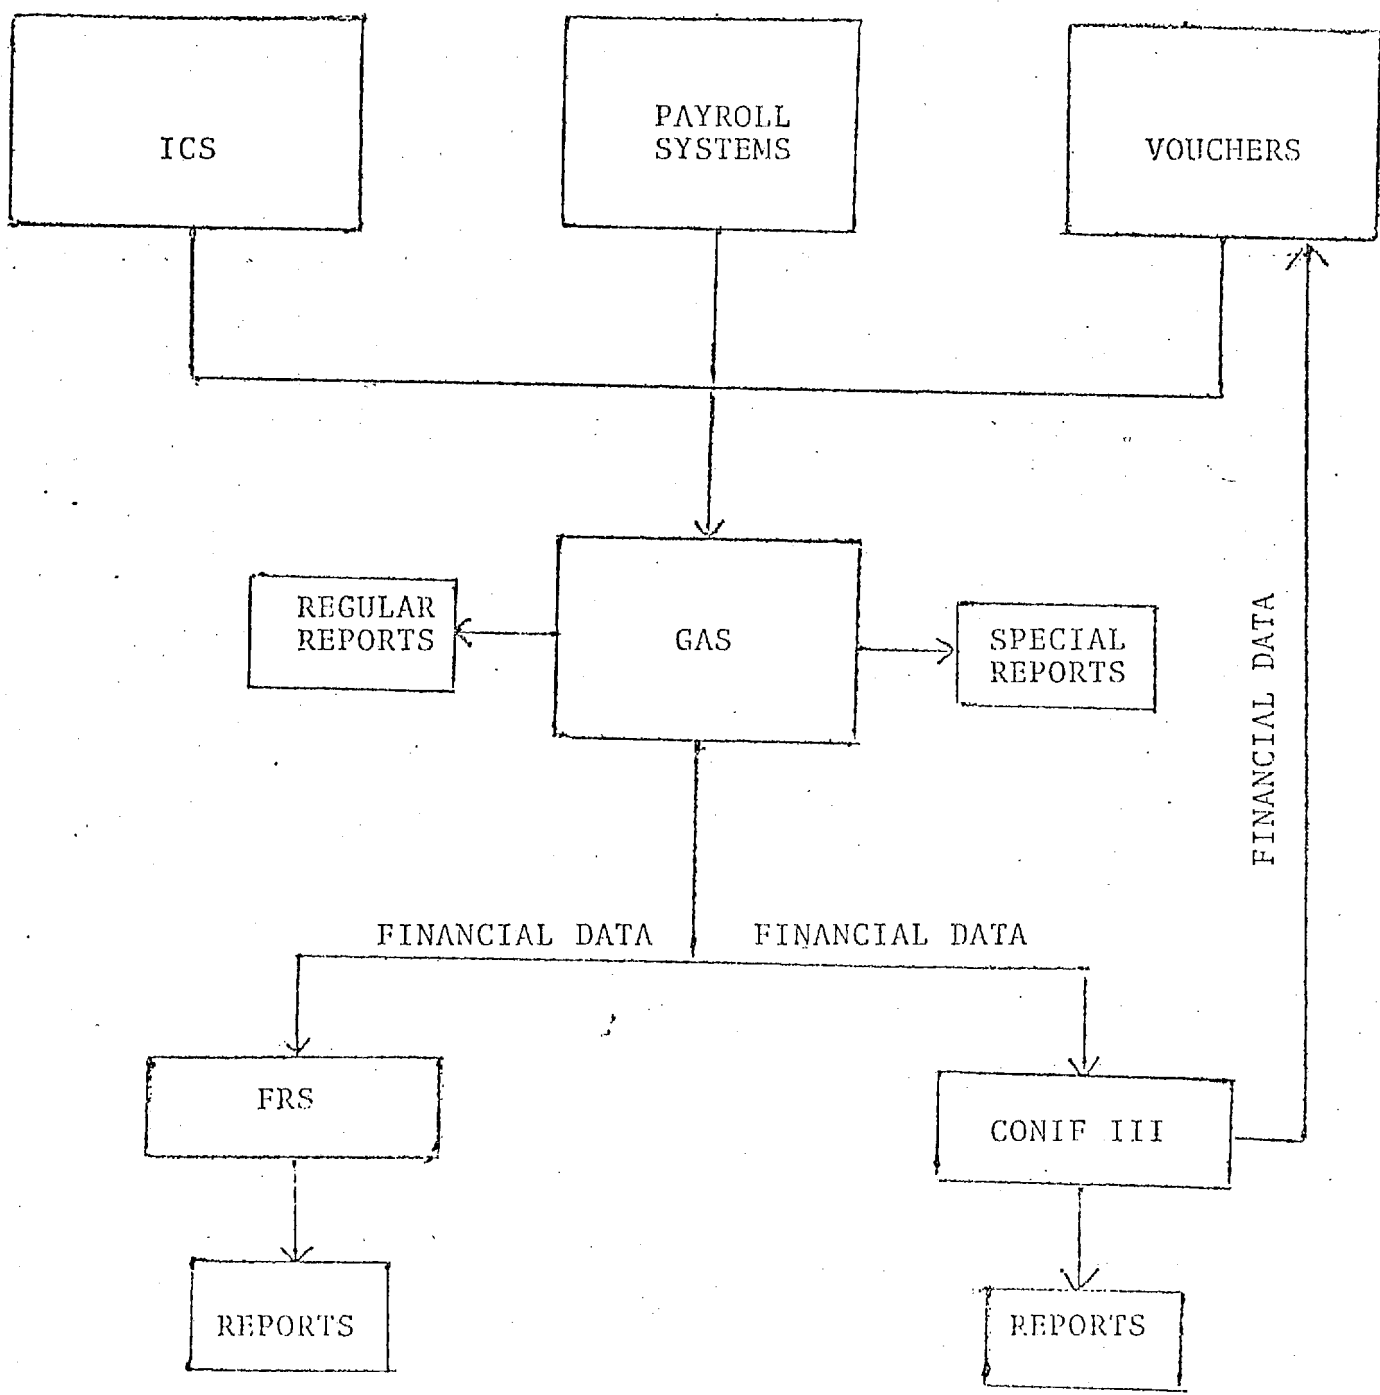 ICS
PAYROLL
SYSTEMS
VOUCHERS
REGULAR
REPORTS
GAS
SPECIAL
REPORTS
FINANCIAL DATA
FINANCIAL DATA
FINANCIAL DATA
FRS
CONIF III
REPORTS
REPORTS